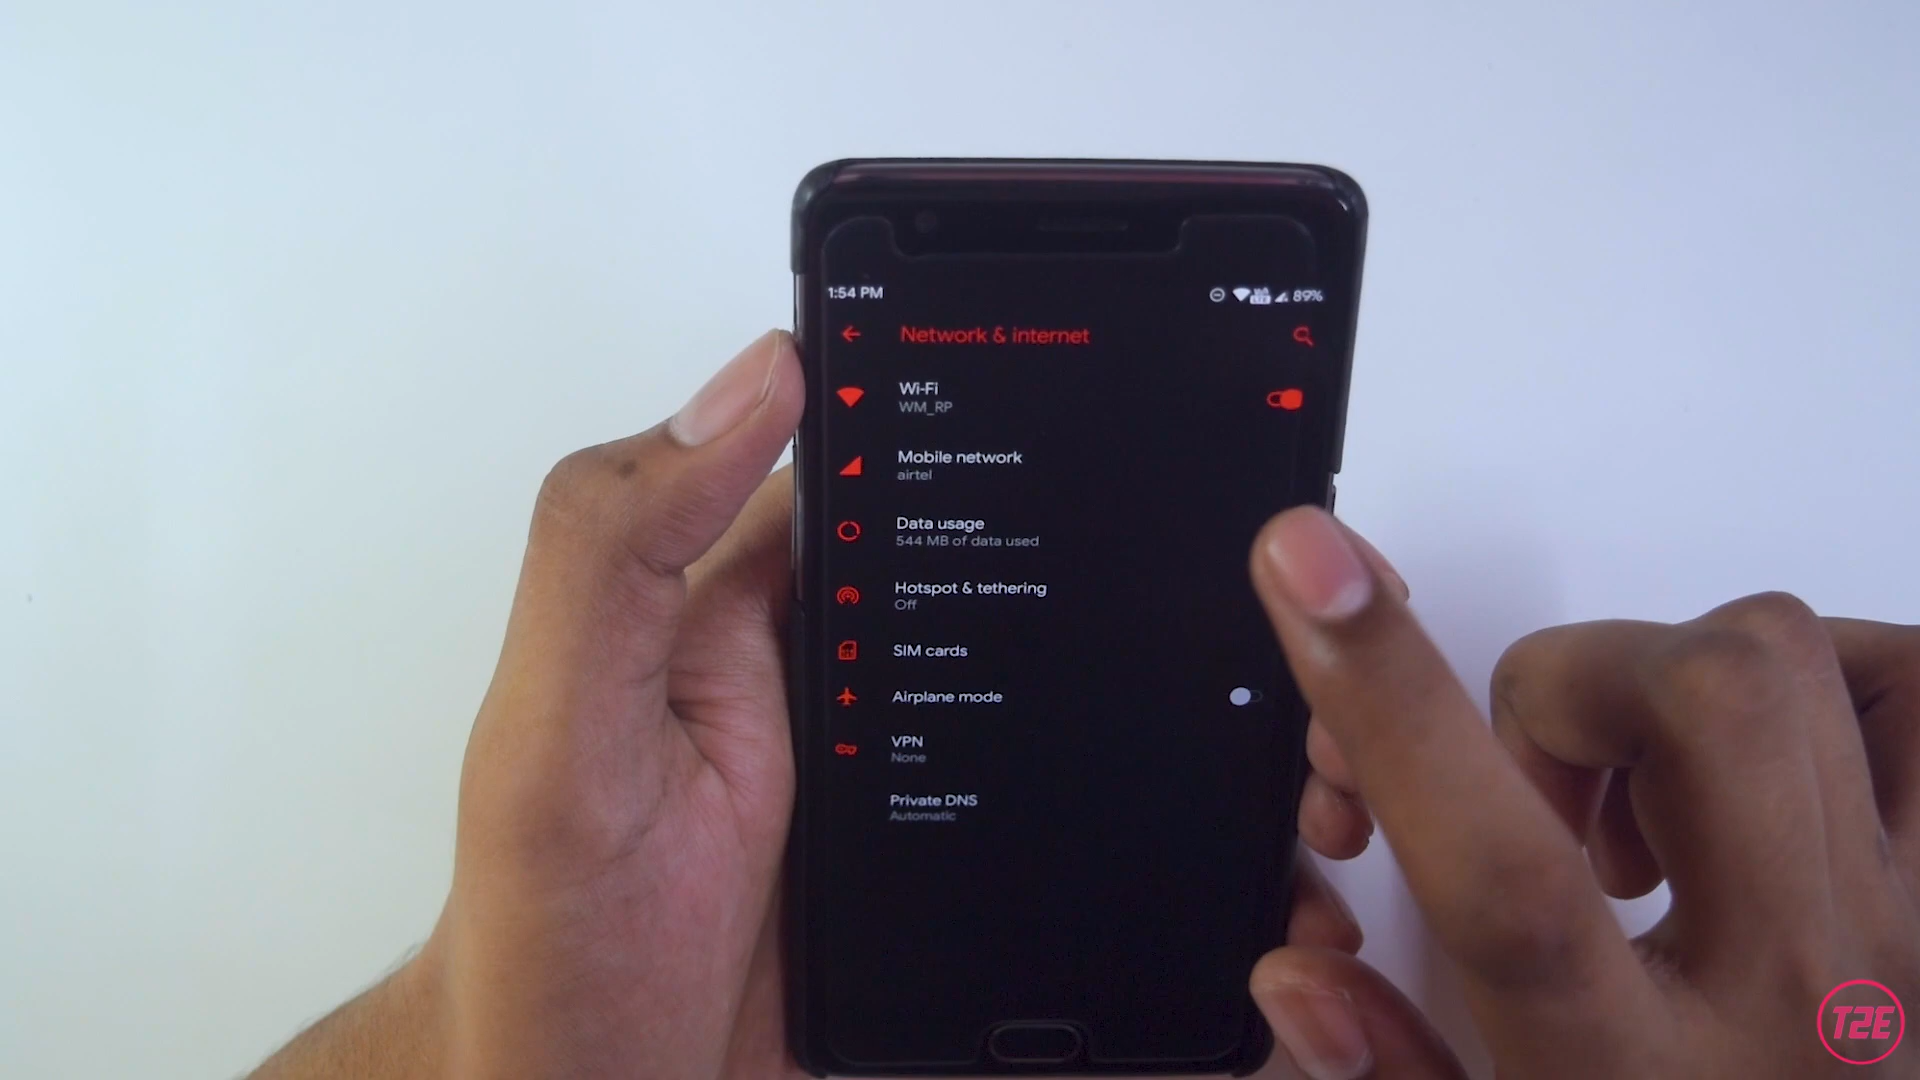 1:54 PM
89%
Network & internet
Wi-Fi
WM_RP
Mobile network
airtel
Data usage
544 MB of data used
Hotspot & tethering
Off
SIM cards
Airplane mode
VPN
None
Private DNS
Automatic
T2E